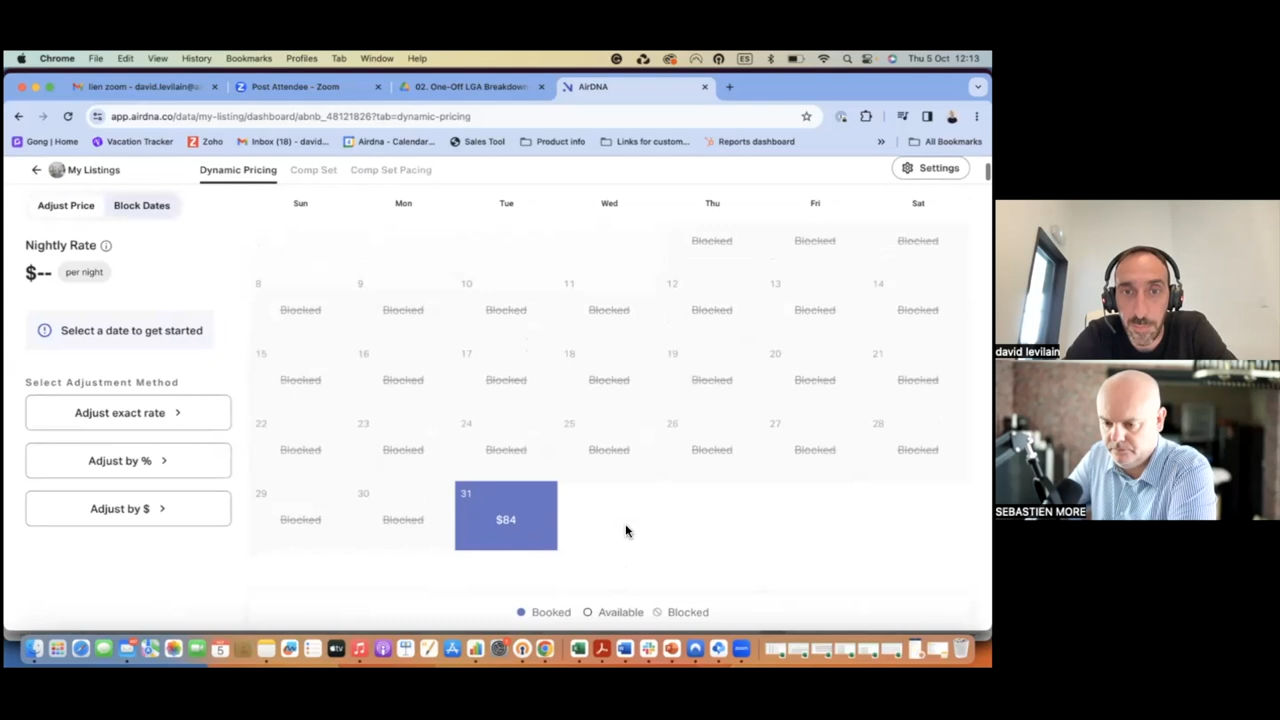 Chrome File Edit View History Bookmarks Profiles Tab Window Help ES Thu 5 Oct 12:13
lien zoom - david.levilain@ai Post Attendee - Zoom 02. One-Off LGA Breakdown AirDNA
app.airdna.co/data/my-listing/dashboard/abnb_48121826?tab=dynamic-pricing
Gong | Home Vacation Tracker Zoho Inbox (18) - david... Airdna - Calendar... Sales Tool Product info Links for custom... Reports dashboard All Bookmarks
My Listings Dynamic Pricing Comp Set Comp Set Pacing Settings
Adjust Price Block Dates
Sun Mon Tue Wed Thu Fri Sat
Nightly Rate
$-- per night
Select a date to get started
Select Adjustment Method
Adjust exact rate
Adjust by %
Adjust by $
Blocked Blocked Blocked
8 9 10 11 12 13 14
Blocked Blocked Blocked Blocked Blocked Blocked Blocked
15 16 17 18 19 20 21
Blocked Blocked Blocked Blocked Blocked Blocked Blocked
22 23 24 25 26 27 28
Blocked Blocked Blocked Blocked Blocked Blocked Blocked
29 30 31
Blocked Blocked $84
Booked Available Blocked
5
david levilain
SEBASTIEN MORE